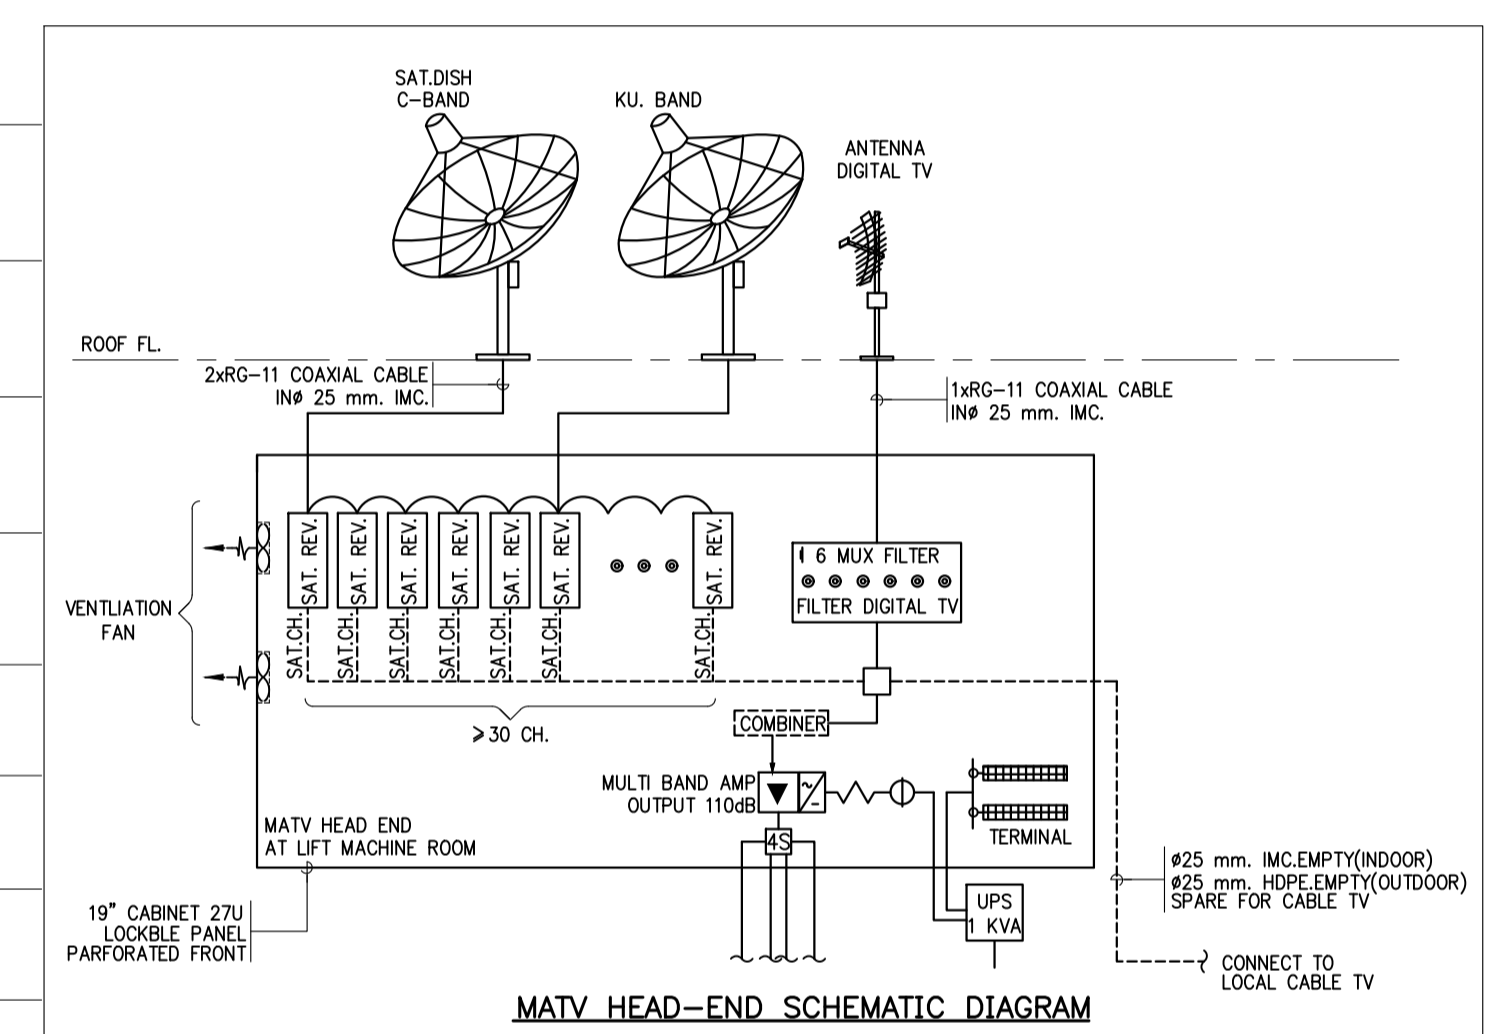 SAT.DISH
C-BAND
KU. BAND
ANTENNA
DIGITAL TV
ROOF FL.
2xRG-11 COAXIAL CABLE
INø 25 mm. IMC.
1xRG-11 COAXIAL CABLE
INø 25 mm. IMC.
SAT. REV.
SAT. REV.
SAT. REV.
SAT. REV.
SAT. REV.
SAT. REV.
SAT. REV.
6 MUX FILTER
FILTER DIGITAL TV
VENTLIATION
FAN
SAT.CH.
SAT.CH.
SAT.CH.
SAT.CH.
SAT.CH.
SAT.CH.
SAT.CH.
⩾30 CH.
COMBINER
MULTI BAND AMP
OUTPUT 110dB
4S
TERMINAL
MATV HEAD END
AT LIFT MACHINE ROOM
UPS
1 KVA
ø25 mm. IMC.EMPTY(INDOOR)
ø25 mm. HDPE.EMPTY(OUTDOOR)
SPARE FOR CABLE TV
19" CABINET 27U
LOCKBLE PANEL
PARFORATED FRONT
CONNECT TO
LOCAL CABLE TV
MATV HEAD-END SCHEMATIC DIAGRAM